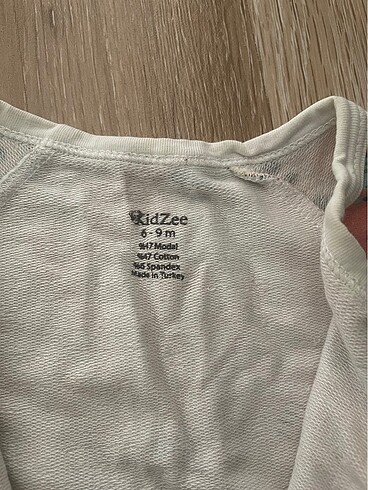 KidZee
6 - 9 m
%47 Modal
%47 Cotton
%6 Spandex
Made in Turkey